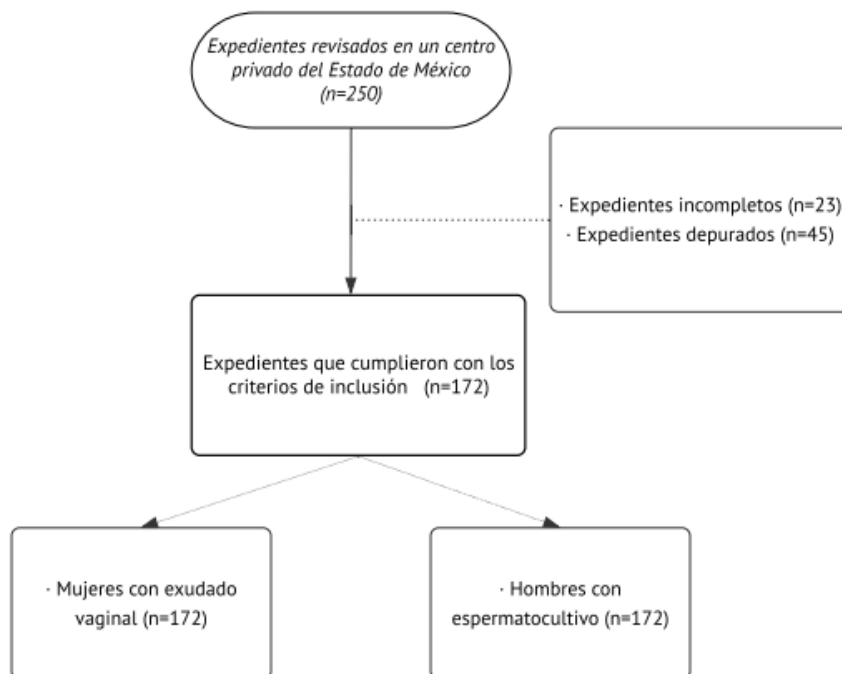 Expedientes revisados en un centro
privado del Estado de México
(n=250)
· Expedientes incompletos (n=23)
· Expedientes depurados (n=45)
Expedientes que cumplieron con los
criterios de inclusión (n=172)
· Mujeres con exudado
vaginal (n=172)
· Hombres con
espermatocultivo (n=172)